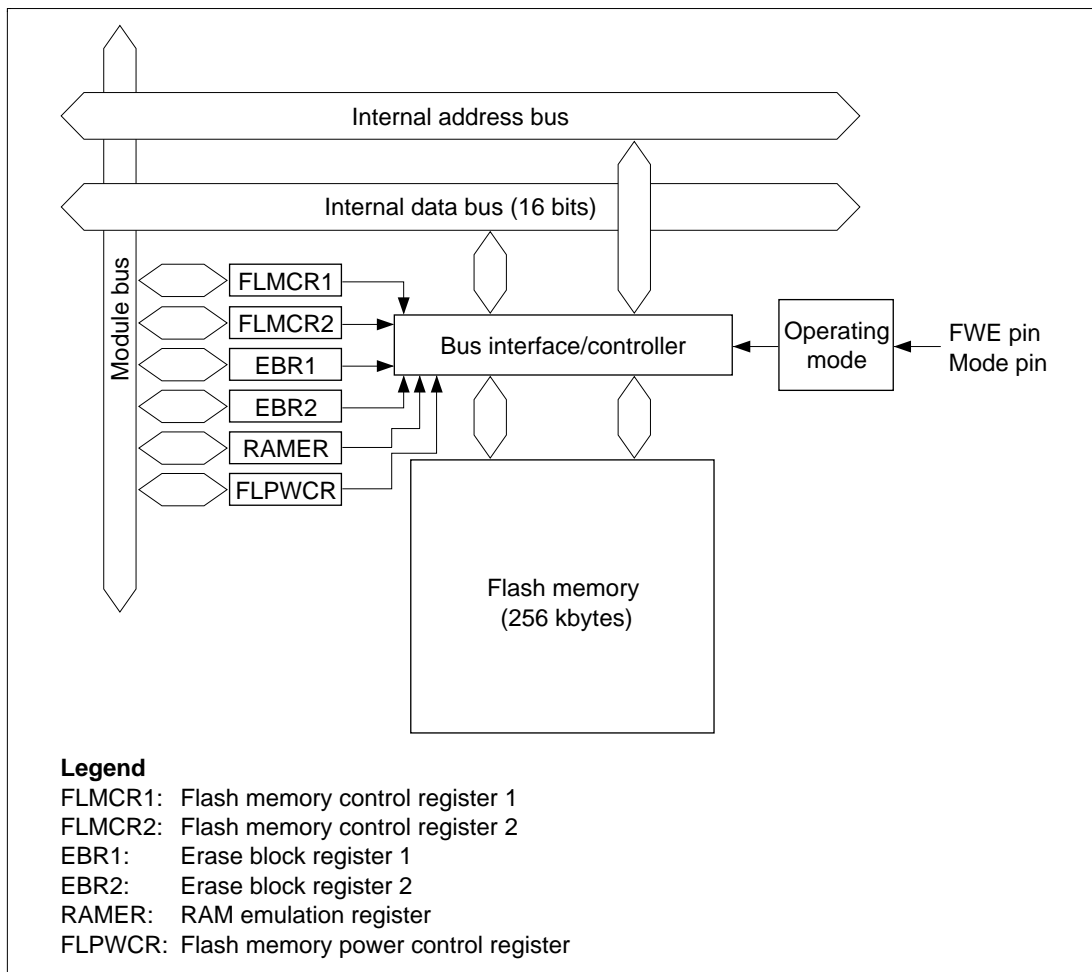 Internal address bus
Internal data bus (16 bits)
Module bus
FLMCR1
FLMCR2
EBR1
EBR2
RAMER
FLPWCR
Bus interface/controller
Operating
mode
FWE pin
Mode pin
Flash memory
(256 kbytes)
Legend
FLMCR1: Flash memory control register 1
FLMCR2: Flash memory control register 2
EBR1: Erase block register 1
EBR2: Erase block register 2
RAMER: RAM emulation register
FLPWCR: Flash memory power control register